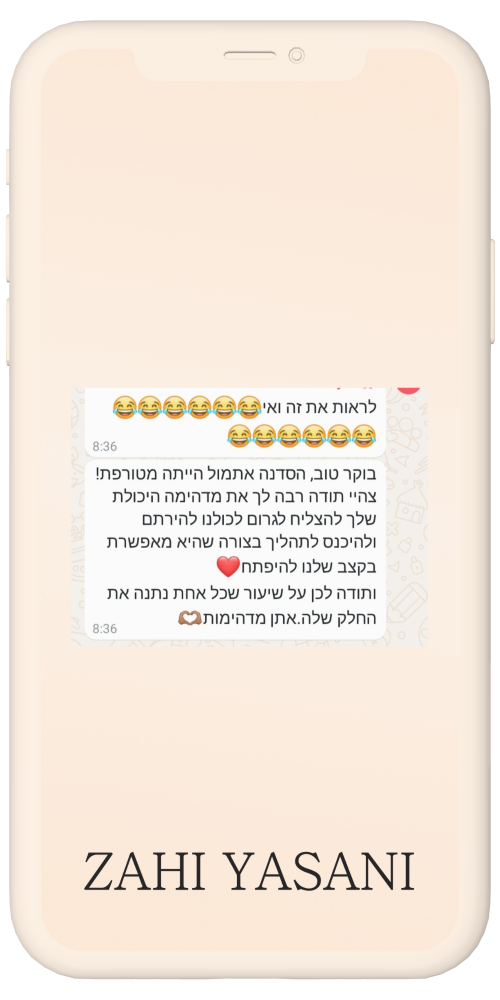 לראות את זה ואי😂😂😂😂😂😂
😂😂😂😂😂😂
8:36
בוקר טוב, הסדנה אתמול הייתה מטורפת!
צהיי תודה רבה לך את מדהימה היכולת
שלך להצליח לגרום לכולנו להירתם
ולהיכנס לתהליך בצורה שהיא מאפשרת
בקצב שלנו להיפתח❤️
ותודה לכן על שיעור שכל אחת נתנה את
החלק שלה.אתן מדהימות🫶🏽
8:36
ZAHI YASANI